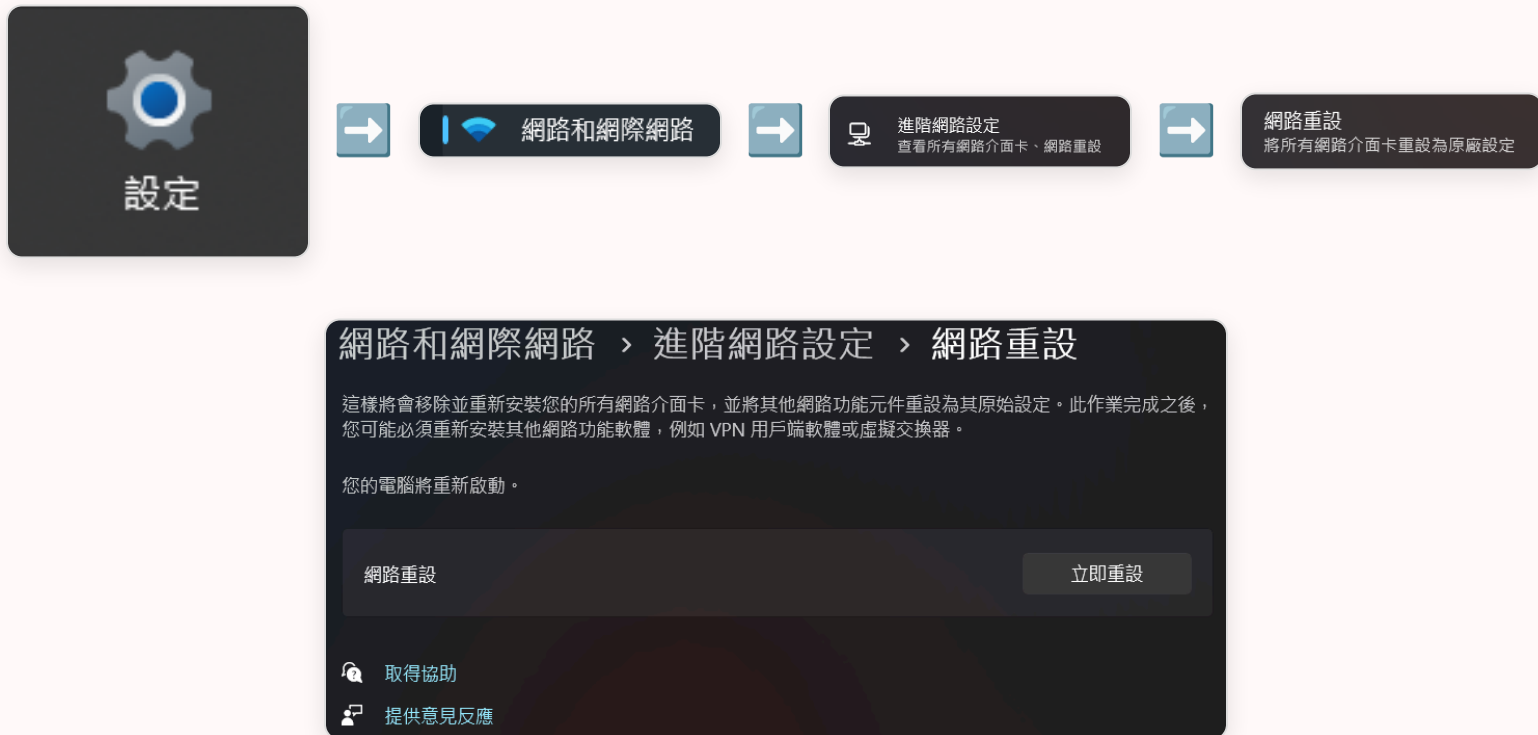 設定
網路和網際網路
進階網路設定
查看所有網路介面卡、網路重設
網路重設
將所有網路介面卡重設為原廠設定
網路和網際網路 › 進階網路設定 › 網路重設
這樣將會移除並重新安裝您的所有網路介面卡，並將其他網路功能元件重設為其原始設定。此作業完成之後，
您可能必須重新安裝其他網路功能軟體，例如 VPN 用戶端軟體或虛擬交換器。
您的電腦將重新啟動。
網路重設
立即重設
取得協助
提供意見反應